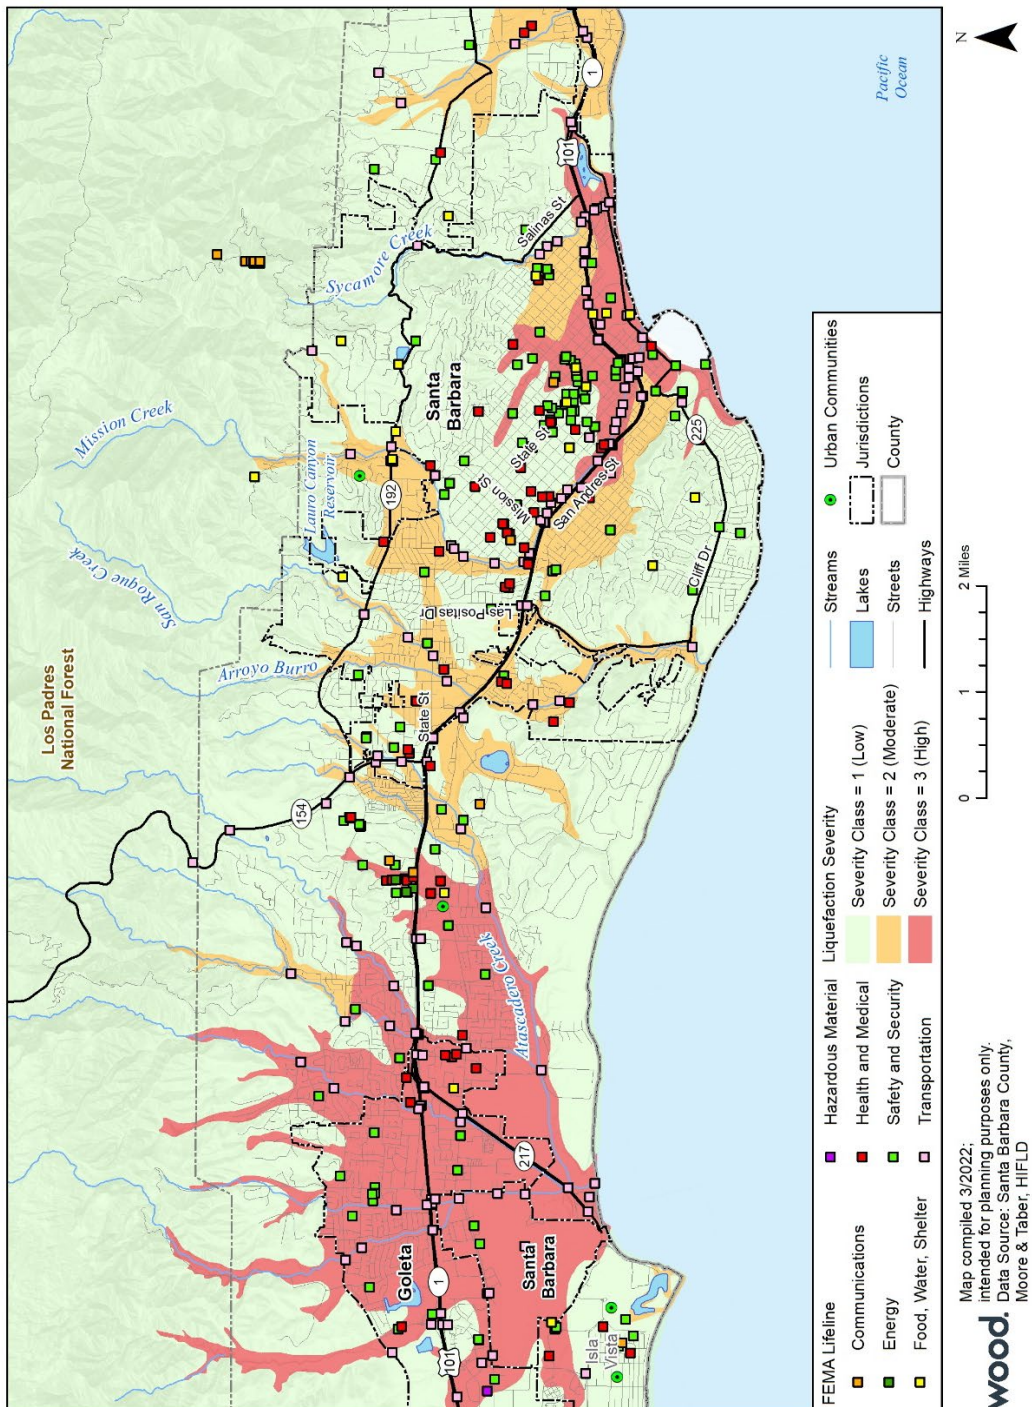 Los Padres
National Forest
Mission Creek
San Roque Creek
Lauro Canyon
Reservoir
Sycamore Creek
Arroyo Burro
Atascadero Creek
Pacific
Ocean
Santa
Barbara
Goleta
Santa
Barbara
Isla
Vista
Salinas St
State St
Mission St
San Andres St
Las Positas Dr
State St
Cliff Dr
154
192
225
217
101
1
1
101
N
FEMA Lifeline
Communications
Energy
Food, Water, Shelter
Hazardous Material
Health and Medical
Safety and Security
Transportation
Liquefaction Severity
Severity Class = 1 (Low)
Severity Class = 2 (Moderate)
Severity Class = 3 (High)
Streams
Lakes
Streets
Highways
Urban Communities
Jurisdictions
County
0 1 2 Miles
wood.
Map compiled 3/2022;
intended for planning purposes only.
Data Source: Santa Barbara County,
Moore & Taber, HIFLD